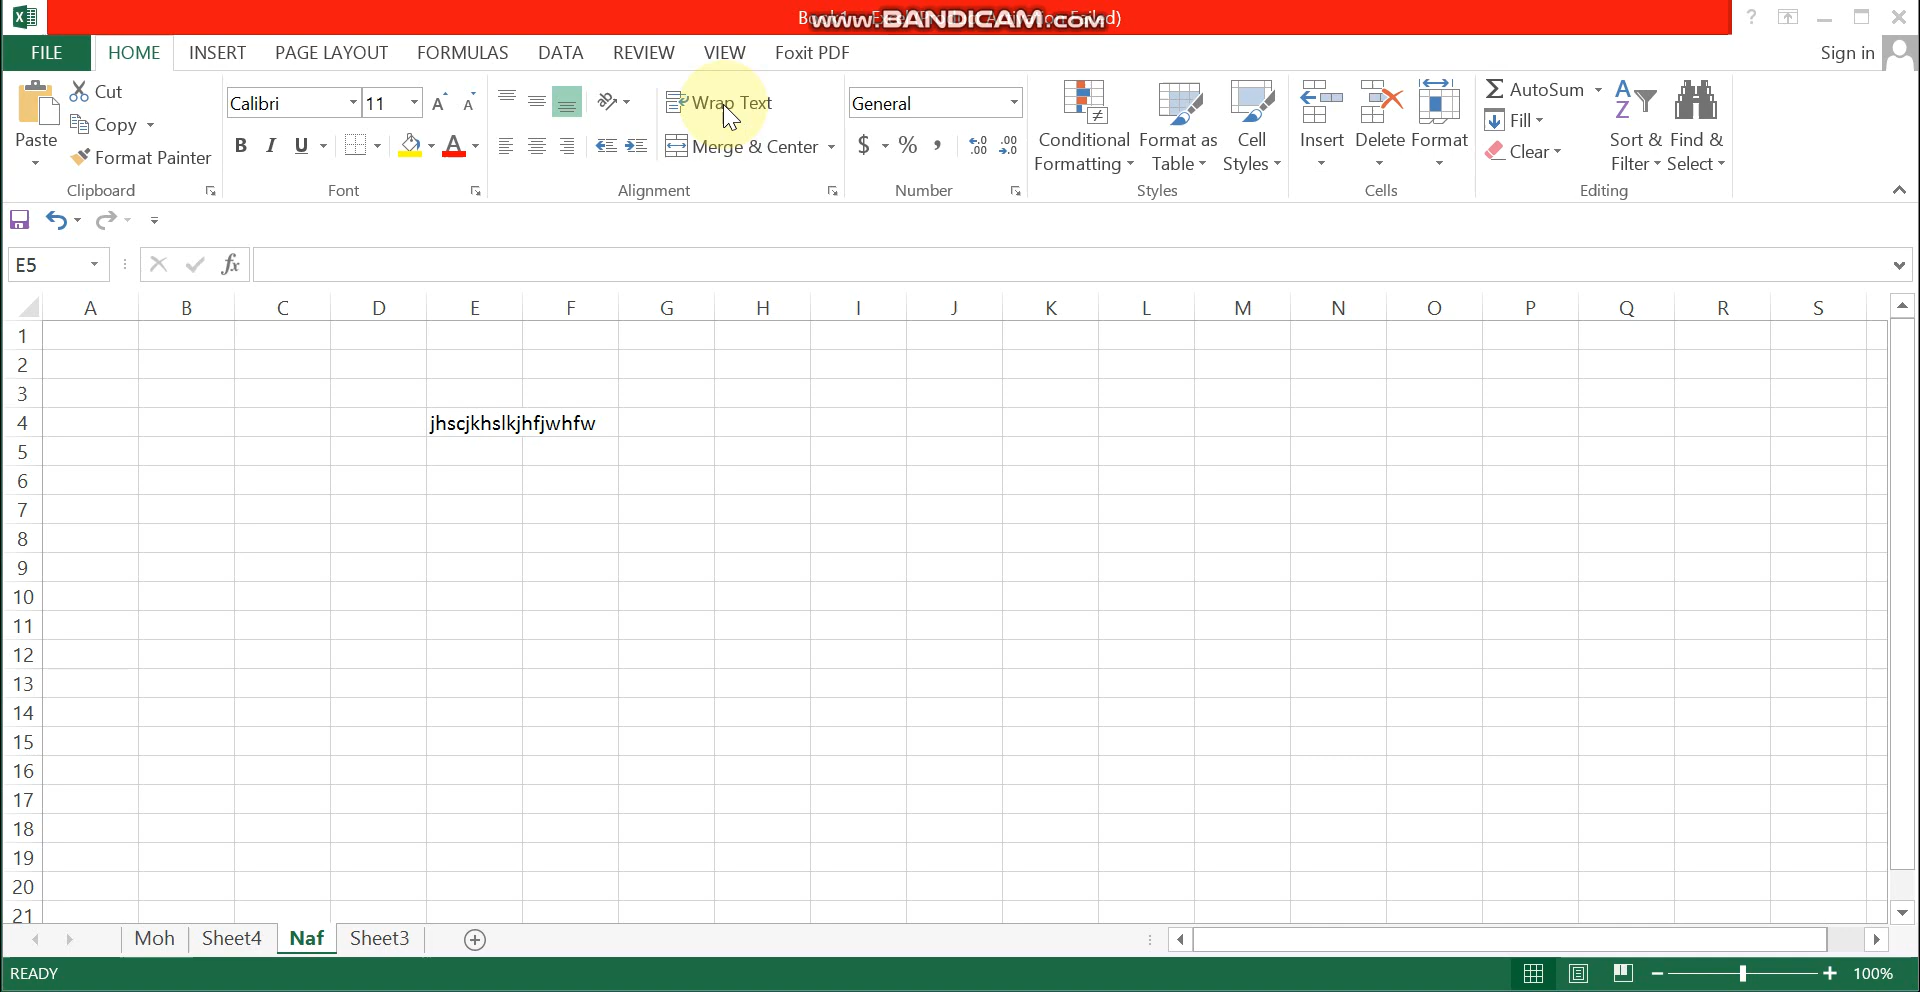 www.BANDICAM.com
?
FILE HOME INSERT PAGE LAYOUT FORMULAS DATA REVIEW VIEW Foxit PDF Sign in
Paste
Cut
Copy
Format Painter
Clipboard
Calibri 11
B I U A
Font
Wrap Text
Merge & Center
Alignment
General
$ % ,
Number
Conditional Formatting
Format as Table
Cell Styles
Styles
Insert Delete Format
Cells
AutoSum
Fill
Clear
Sort & Filter
Find & Select
Editing
E5 fx
A B C D E F G H I J K L M N O P Q R S
1
2
3
4 jhscjkhslkjhfjwhfw
5
6
7
8
9
10
11
12
13
14
15
16
17
18
19
20
21
Moh Sheet4 Naf Sheet3
READY 100%